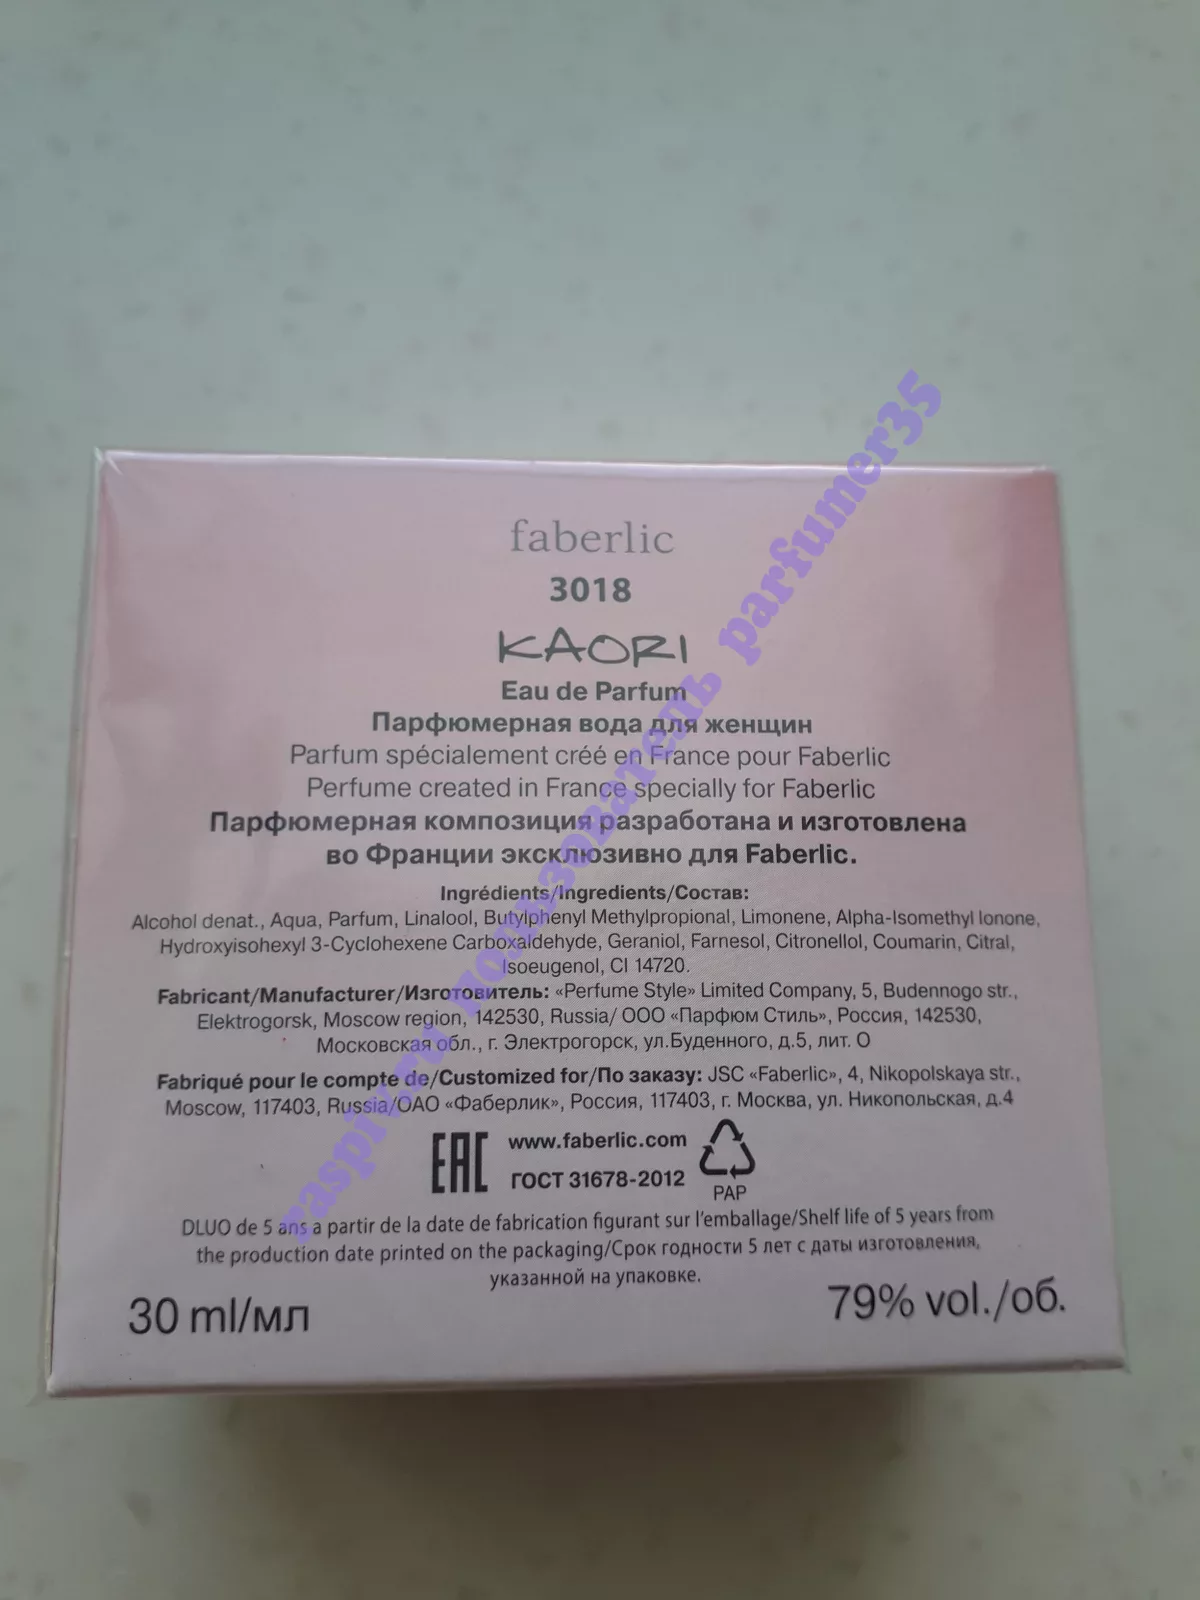 faberlic
3018
KAORI
Eau de Parfum
Парфюмерная вода для женщин
Parfum spécialement créé en France pour Faberlic
Perfume created in France specially for Faberlic
Парфюмерная композиция разработана и изготовлена
во Франции эксклюзивно для Faberlic.
Ingrédients/Ingredients/Состав:
Alcohol denat., Aqua, Parfum, Linalool, Butylphenyl Methylpropional, Limonene, Alpha-Isomethyl Ionone,
Hydroxyisohexyl 3-Cyclohexene Carboxaldehyde, Geraniol, Farnesol, Citronellol, Coumarin, Citral,
Isoeugenol, CI 14720.
Fabricant/Manufacturer/Изготовитель: «Perfume Style» Limited Company, 5, Budennogo str.,
Elektrogorsk, Moscow region, 142530, Russia/ ООО «Парфюм Стиль», Россия, 142530,
Московская обл., г. Электрогорск, ул.Буденного, д.5, лит. О
Fabriqué pour le compte de/Customized for/По заказу: JSC «Faberlic», 4, Nikopolskaya str.,
Moscow, 117403, Russia/ОАО «Фаберлик», Россия, 117403, г. Москва, ул. Никопольская, д.4
EAC
www.faberlic.com
ГОСТ 31678-2012
PAP
DLUO de 5 ans a partir de la date de fabrication figurant sur l'emballage/Shelf life of 5 years from
the production date printed on the packaging/Срок годности 5 лет с даты изготовления,
указанной на упаковке.
30 ml/мл
79% vol./об.
raspiv.ru пользователь parfumer35